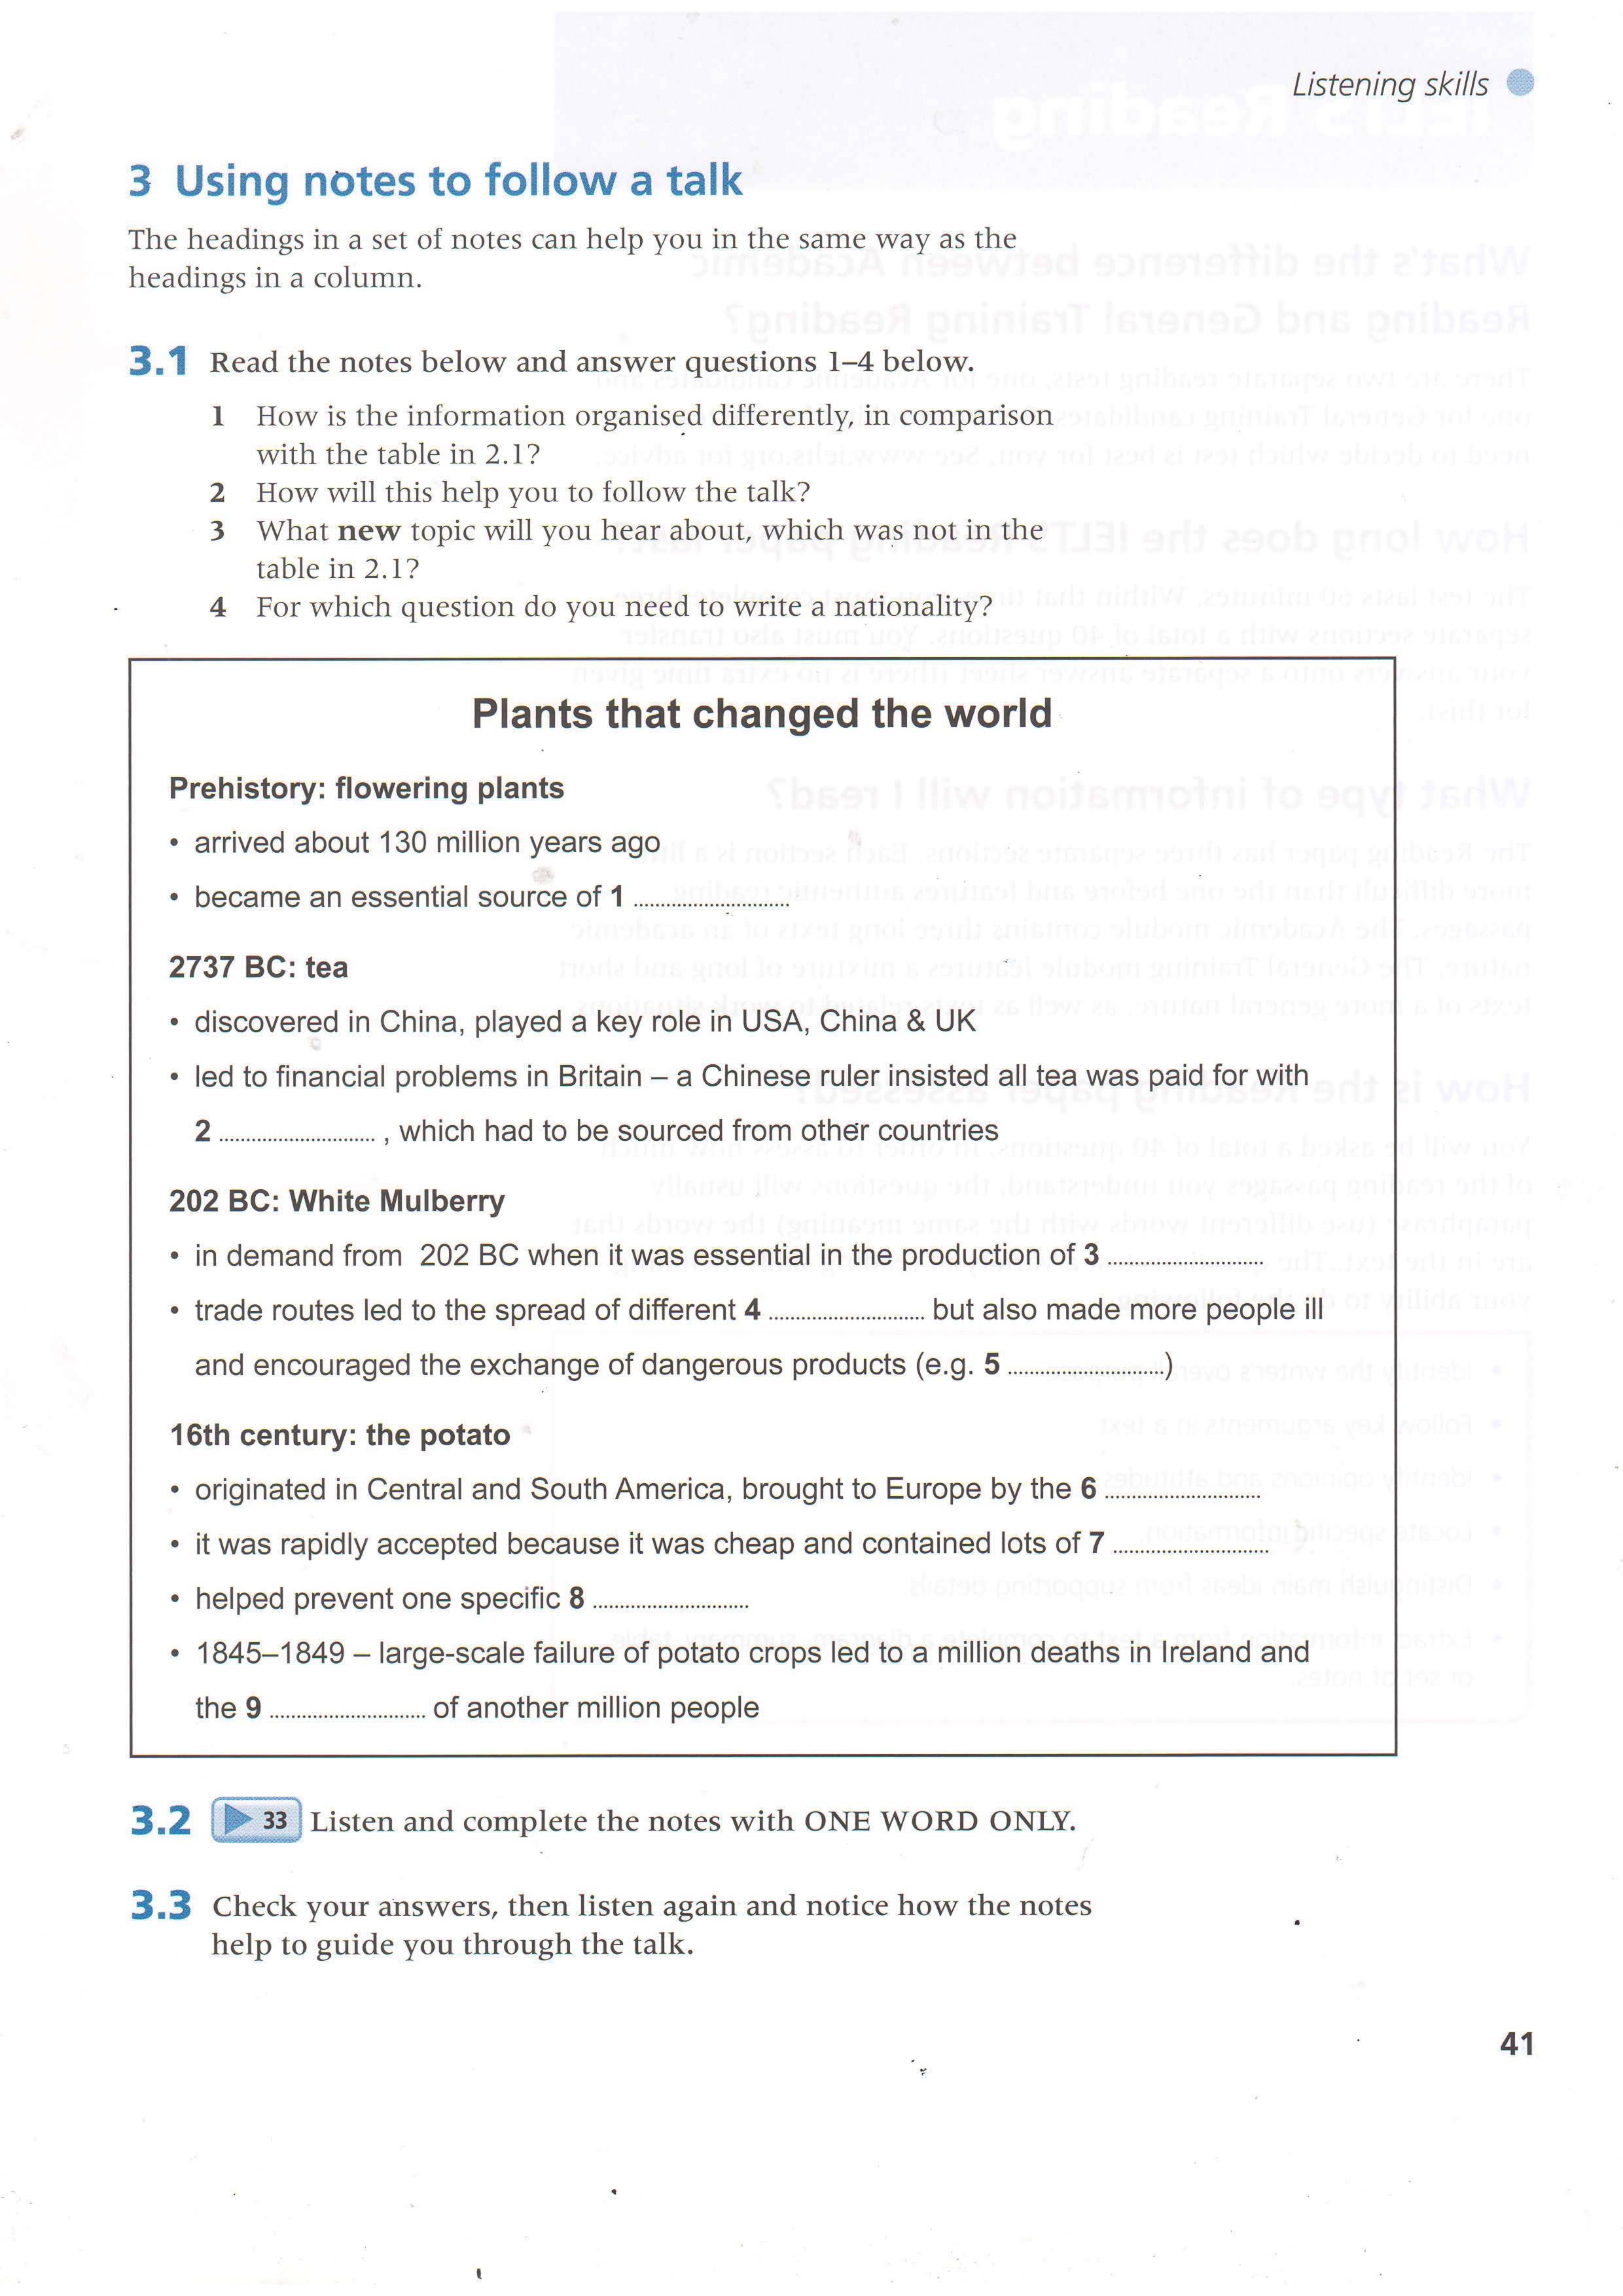 Listening skills
3 Using notes to follow a talk
The headings in a set of notes can help you in the same way as the
headings in a column.
3.1 Read the notes below and answer questions 1–4 below.
1 How is the information organised differently, in comparison
with the table in 2.1?
2 How will this help you to follow the talk?
3 What new topic will you hear about, which was not in the
table in 2.1?
4 For which question do you need to write a nationality?
Plants that changed the world
Prehistory: flowering plants
• arrived about 130 million years ago
• became an essential source of 1 ..............................
2737 BC: tea
• discovered in China, played a key role in USA, China & UK
• led to financial problems in Britain – a Chinese ruler insisted all tea was paid for with
2 .............................. , which had to be sourced from other countries
202 BC: White Mulberry
• in demand from 202 BC when it was essential in the production of 3 ..............................
• trade routes led to the spread of different 4 .............................. but also made more people ill
and encouraged the exchange of dangerous products (e.g. 5 ..............................)
16th century: the potato
• originated in Central and South America, brought to Europe by the 6 ..............................
• it was rapidly accepted because it was cheap and contained lots of 7 ..............................
• helped prevent one specific 8 ..............................
• 1845–1849 – large-scale failure of potato crops led to a million deaths in Ireland and
the 9 .............................. of another million people
3.2 33 Listen and complete the notes with ONE WORD ONLY.
3.3 Check your answers, then listen again and notice how the notes
help to guide you through the talk.
41